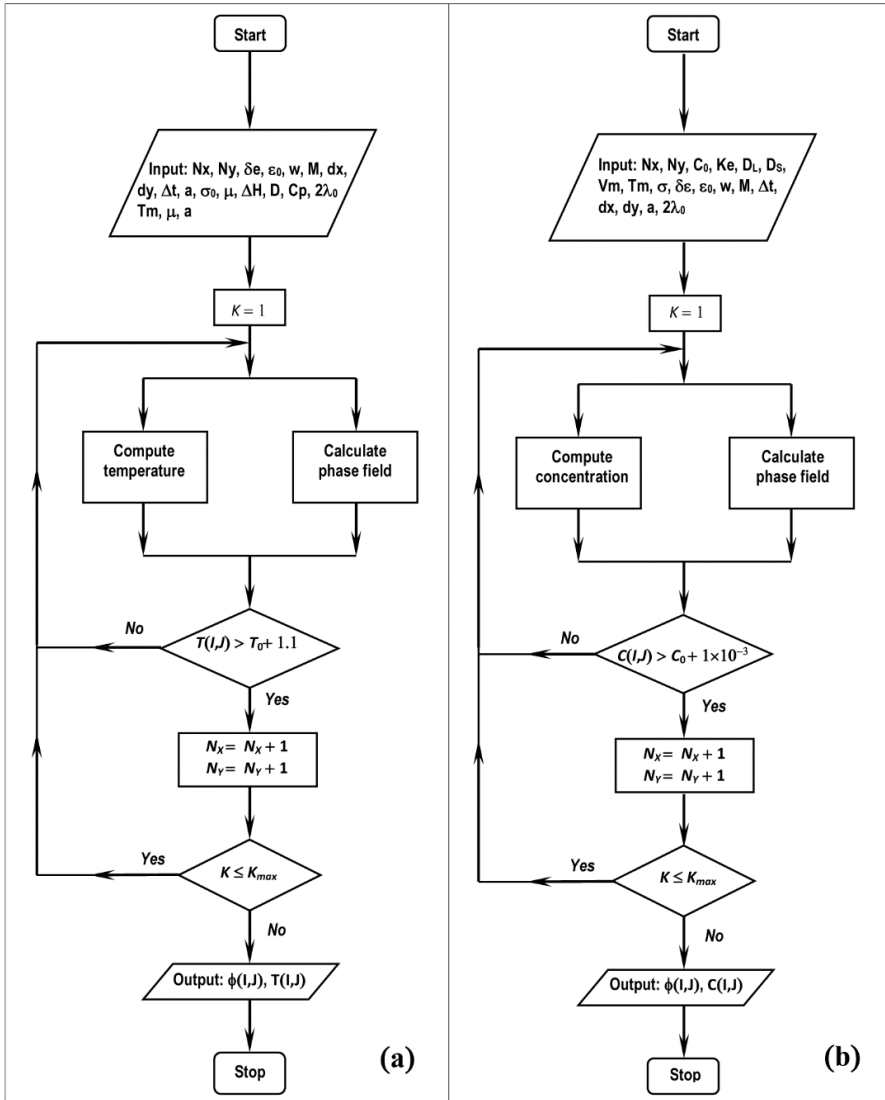 Start
Input: Nx, Ny, δe, ε₀, w, M, dx,
dy, Δt, a, σ₀, μ, ΔH, D, Cp, 2λ₀
Tm, μ, a
K = 1
Compute
temperature
Calculate
phase field
No
T(I,J) > T₀+ 1.1
Yes
N_X= N_X + 1
N_Y= N_Y + 1
Yes
K ≤ K_max
No
Output: ϕ(I,J), T(I,J)
Stop
(a)
Start
Input: Nx, Ny, C₀, Ke, D_L, D_S,
Vm, Tm, σ, δε, ε₀, w, M, Δt,
dx, dy, a, 2λ₀
K = 1
Compute
concentration
Calculate
phase field
No
C(I,J) > C₀ + 1×10⁻³
Yes
N_X= N_X + 1
N_Y= N_Y + 1
Yes
K ≤ K_max
No
Output: ϕ(I,J), C(I,J)
Stop
(b)